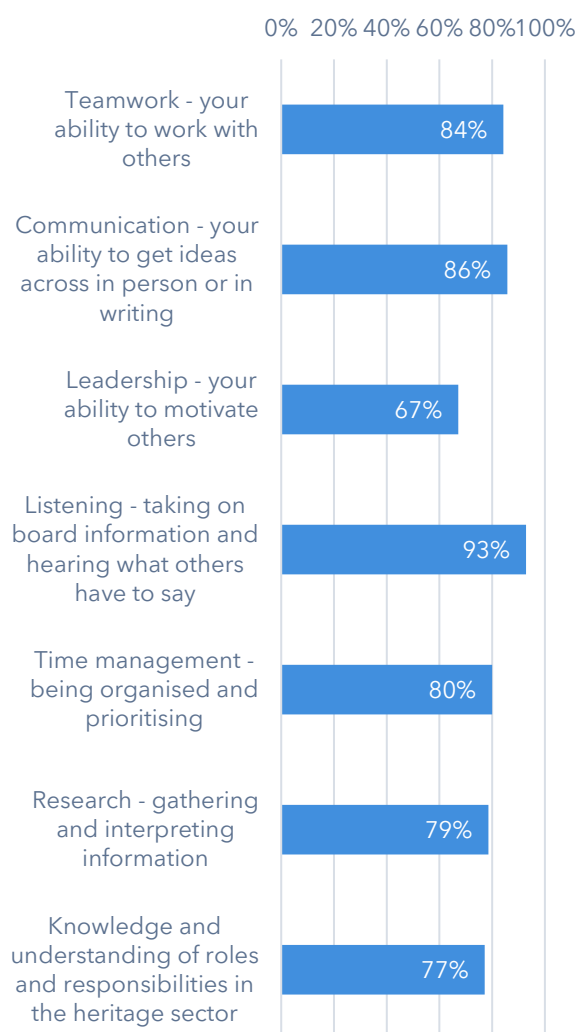 0% 20% 40% 60% 80%100%
Teamwork - your
ability to work with
others
84%
Communication - your
ability to get ideas
across in person or in
writing
86%
Leadership - your
ability to motivate
others
67%
Listening - taking on
board information and
hearing what others
have to say
93%
Time management -
being organised and
prioritising
80%
Research - gathering
and interpreting
information
79%
Knowledge and
understanding of roles
and responsibilities in
the heritage sector
77%